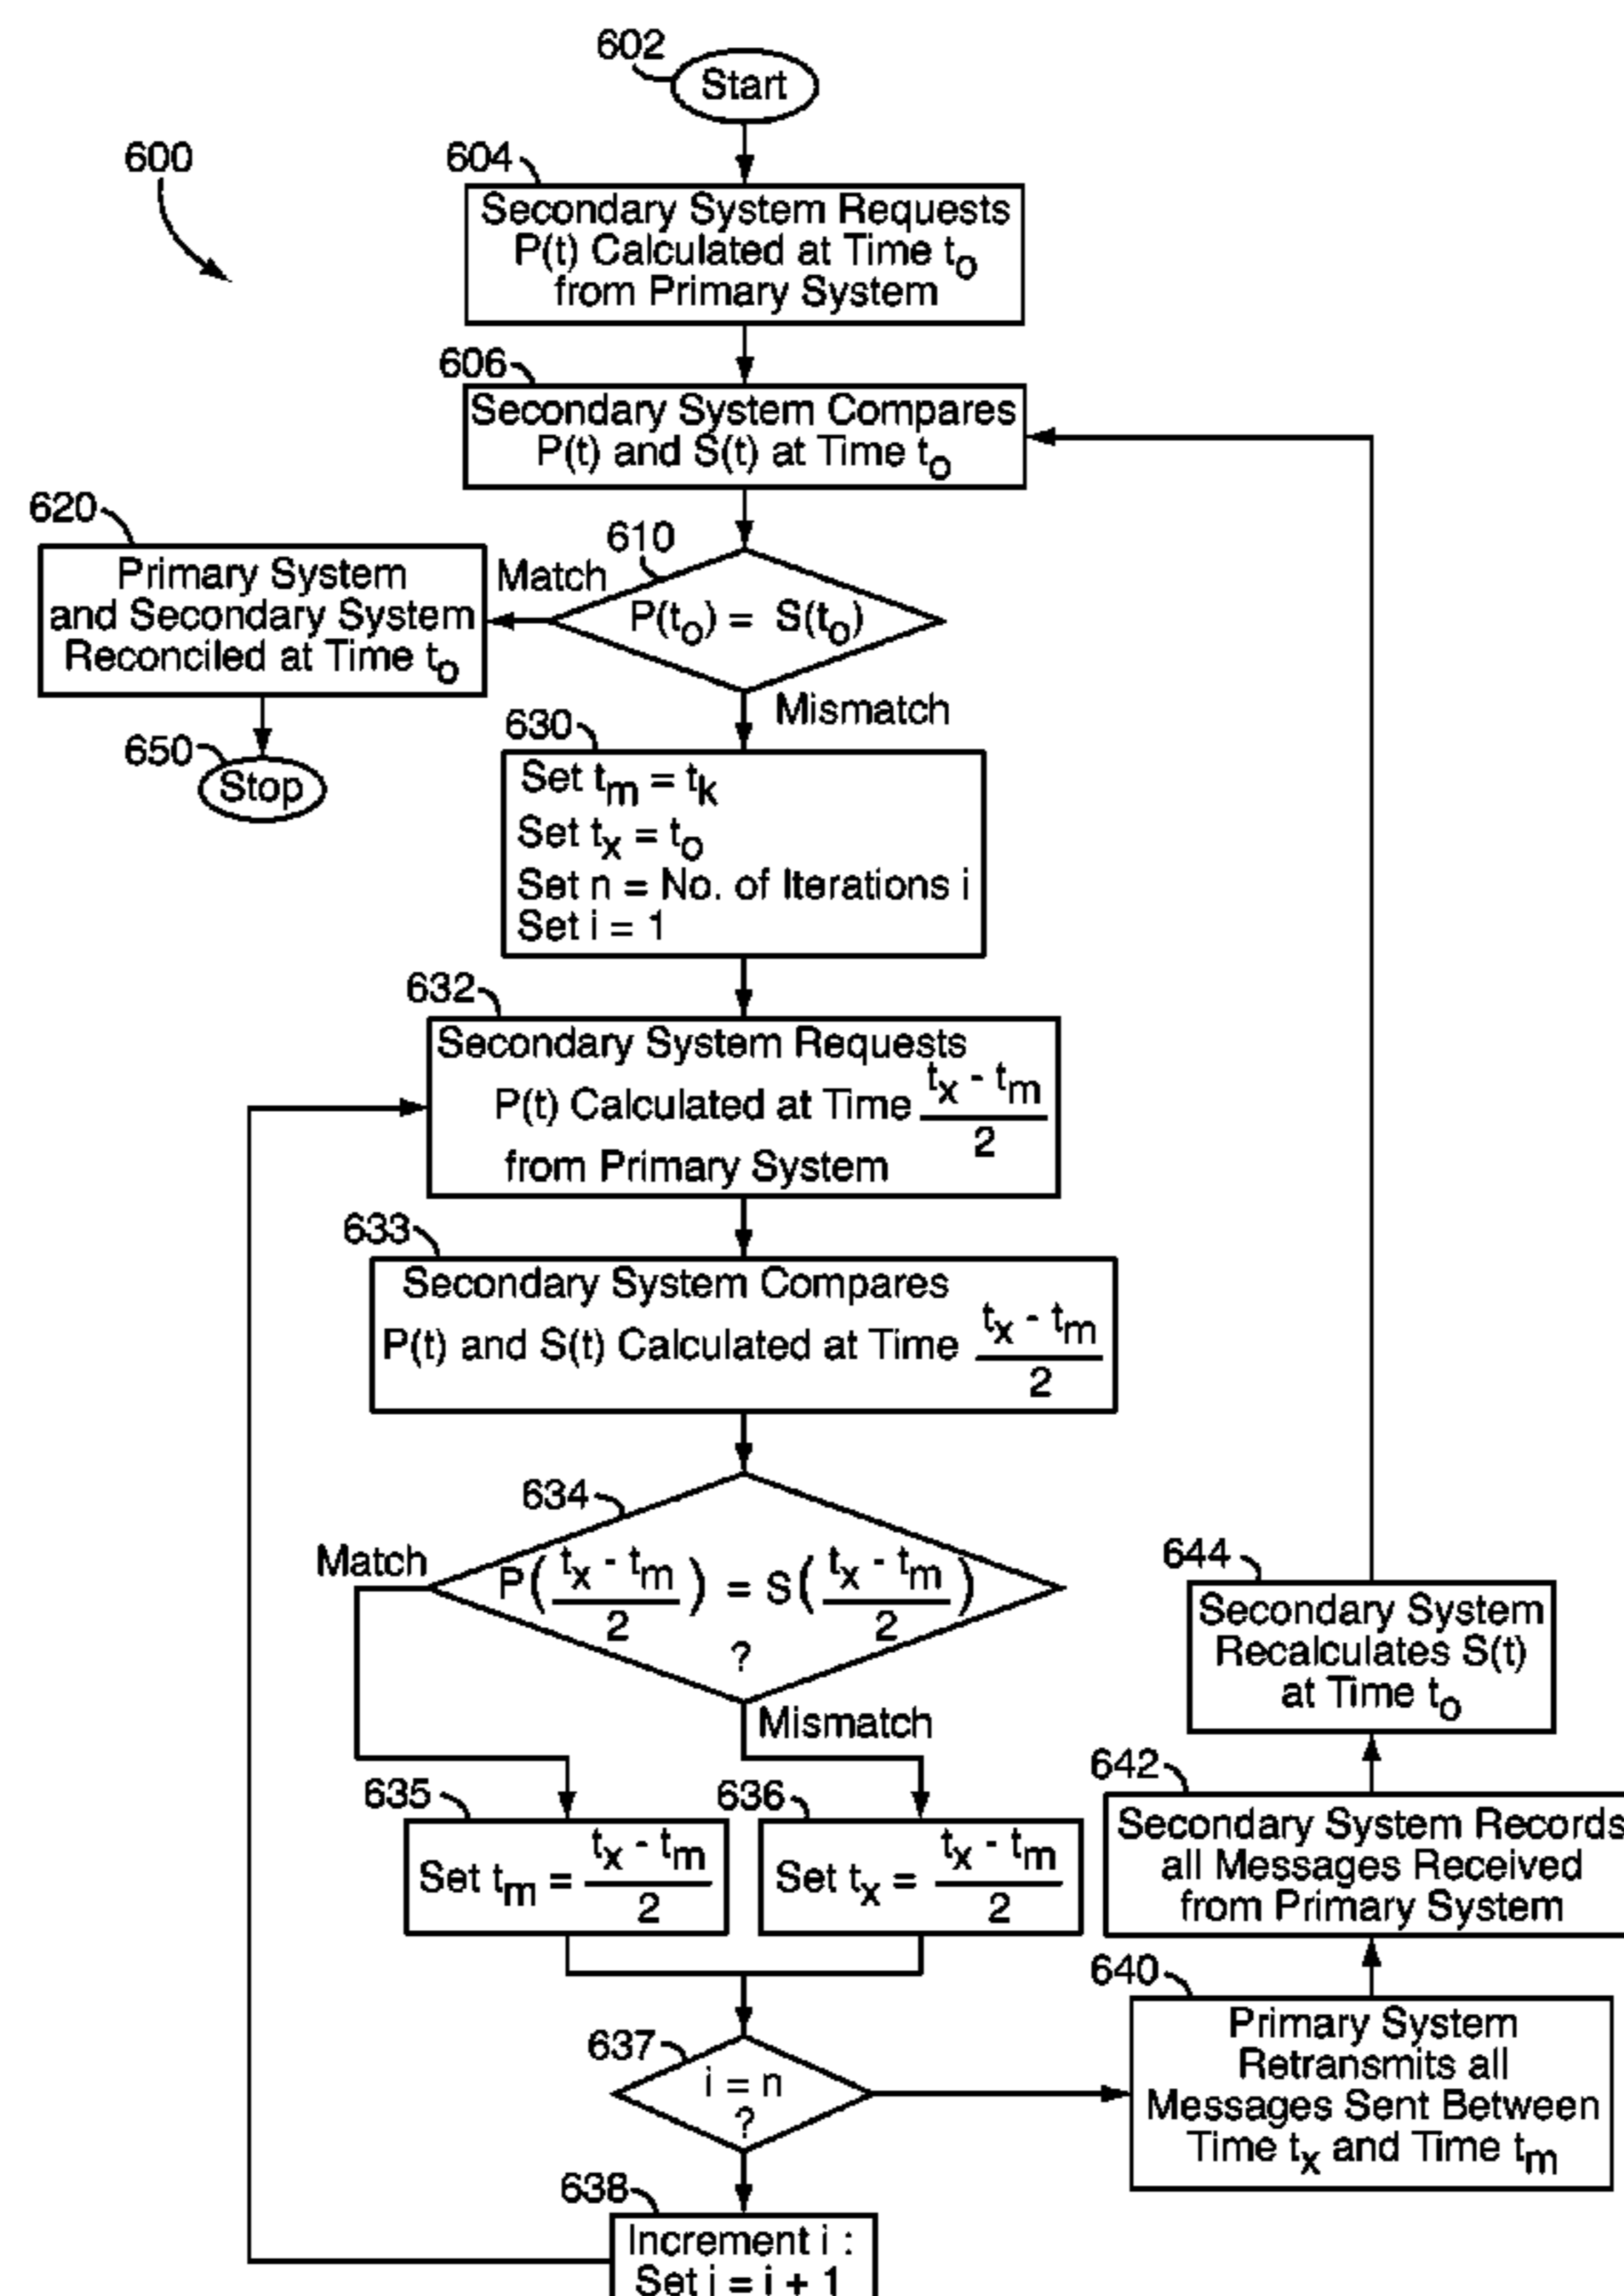 602
Start
600
604
Secondary System Requests
P(t) Calculated at Time to
from Primary System
606
Secondary System Compares
P(t) and S(t) at Time to
620
Primary System
and Secondary System
Reconciled at Time to
610
Match
P(to) = S(to)
Mismatch
650
Stop
630
Set tm = tk
Set tx = to
Set n = No. of Iterations i
Set i = 1
632
Secondary System Requests
P(t) Calculated at Time tx - tm
2
from Primary System
633
Secondary System Compares
P(t) and S(t) Calculated at Time tx - tm
2
634
Match
P(tx - tm) = S(tx - tm)
2 2
?
Mismatch
635
Set tm = tx - tm
2
636
Set tx = tx - tm
2
637
i = n
?
638
Increment i :
Set i = i + 1
644
Secondary System
Recalculates S(t)
at Time to
642
Secondary System Records
all Messages Received
from Primary System
640
Primary System
Retransmits all
Messages Sent Between
Time tx and Time tm